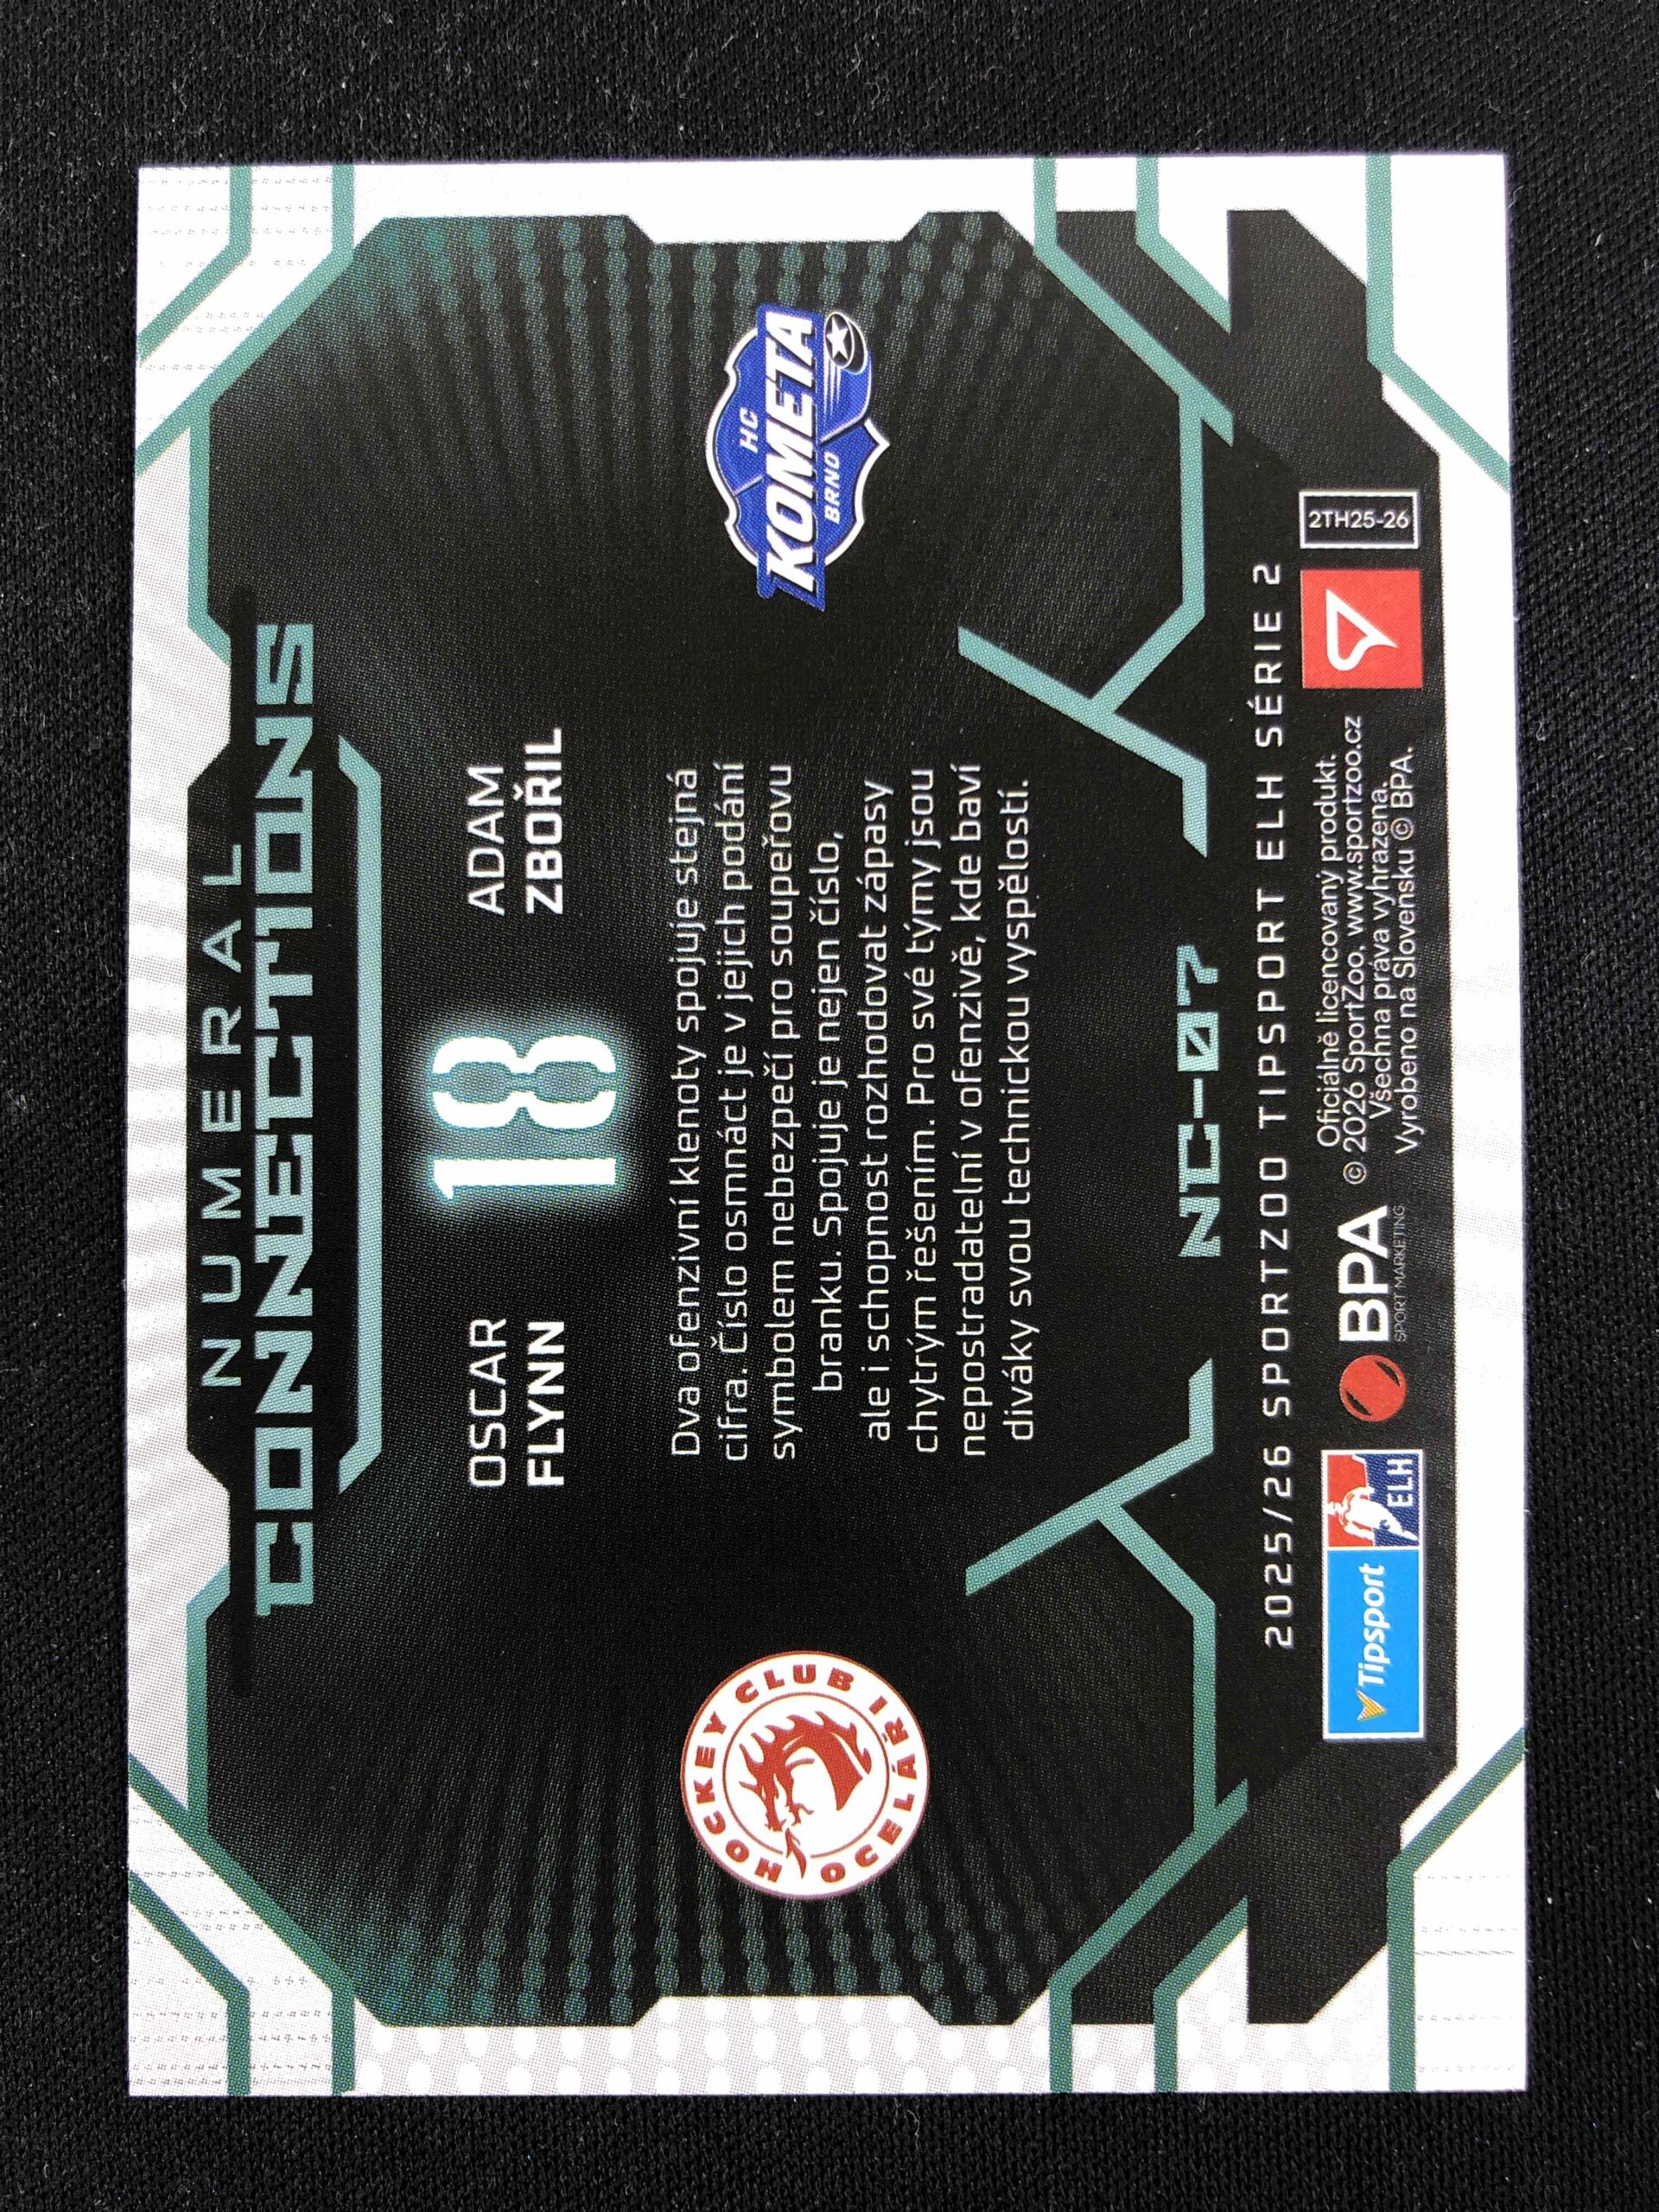 NUMERAL
CONNECTIONS
OSCAR
FLYNN
18
ADAM
ZBOŘIL
HOCKEY CLUB
OCELÁŘI
HC
KOMETA
BRNO
Dva ofenzivní klenoty spojuje stejná
cifra. Číslo osmnáct je v jejich podání
symbolem nebezpečí pro soupeřovu
branku. Spojuje je nejen číslo,
ale i schopnost rozhodovat zápasy
chytrým řešením. Pro své týmy jsou
nepostradatelní v ofenzivě, kde baví
diváky svou technickou vyspělostí.
NC-07
2025/26 SPORTZOO TIPSPORT ELH SÉRIE 2
Tipsport
ELH
BPA
SPORT MARKETING
Oficiálně licencovaný produkt.
© 2026 SportZoo, www.sportzoo.cz
Všechna práva vyhrazena.
Vyrobeno na Slovensku © BPA.
2TH25-26